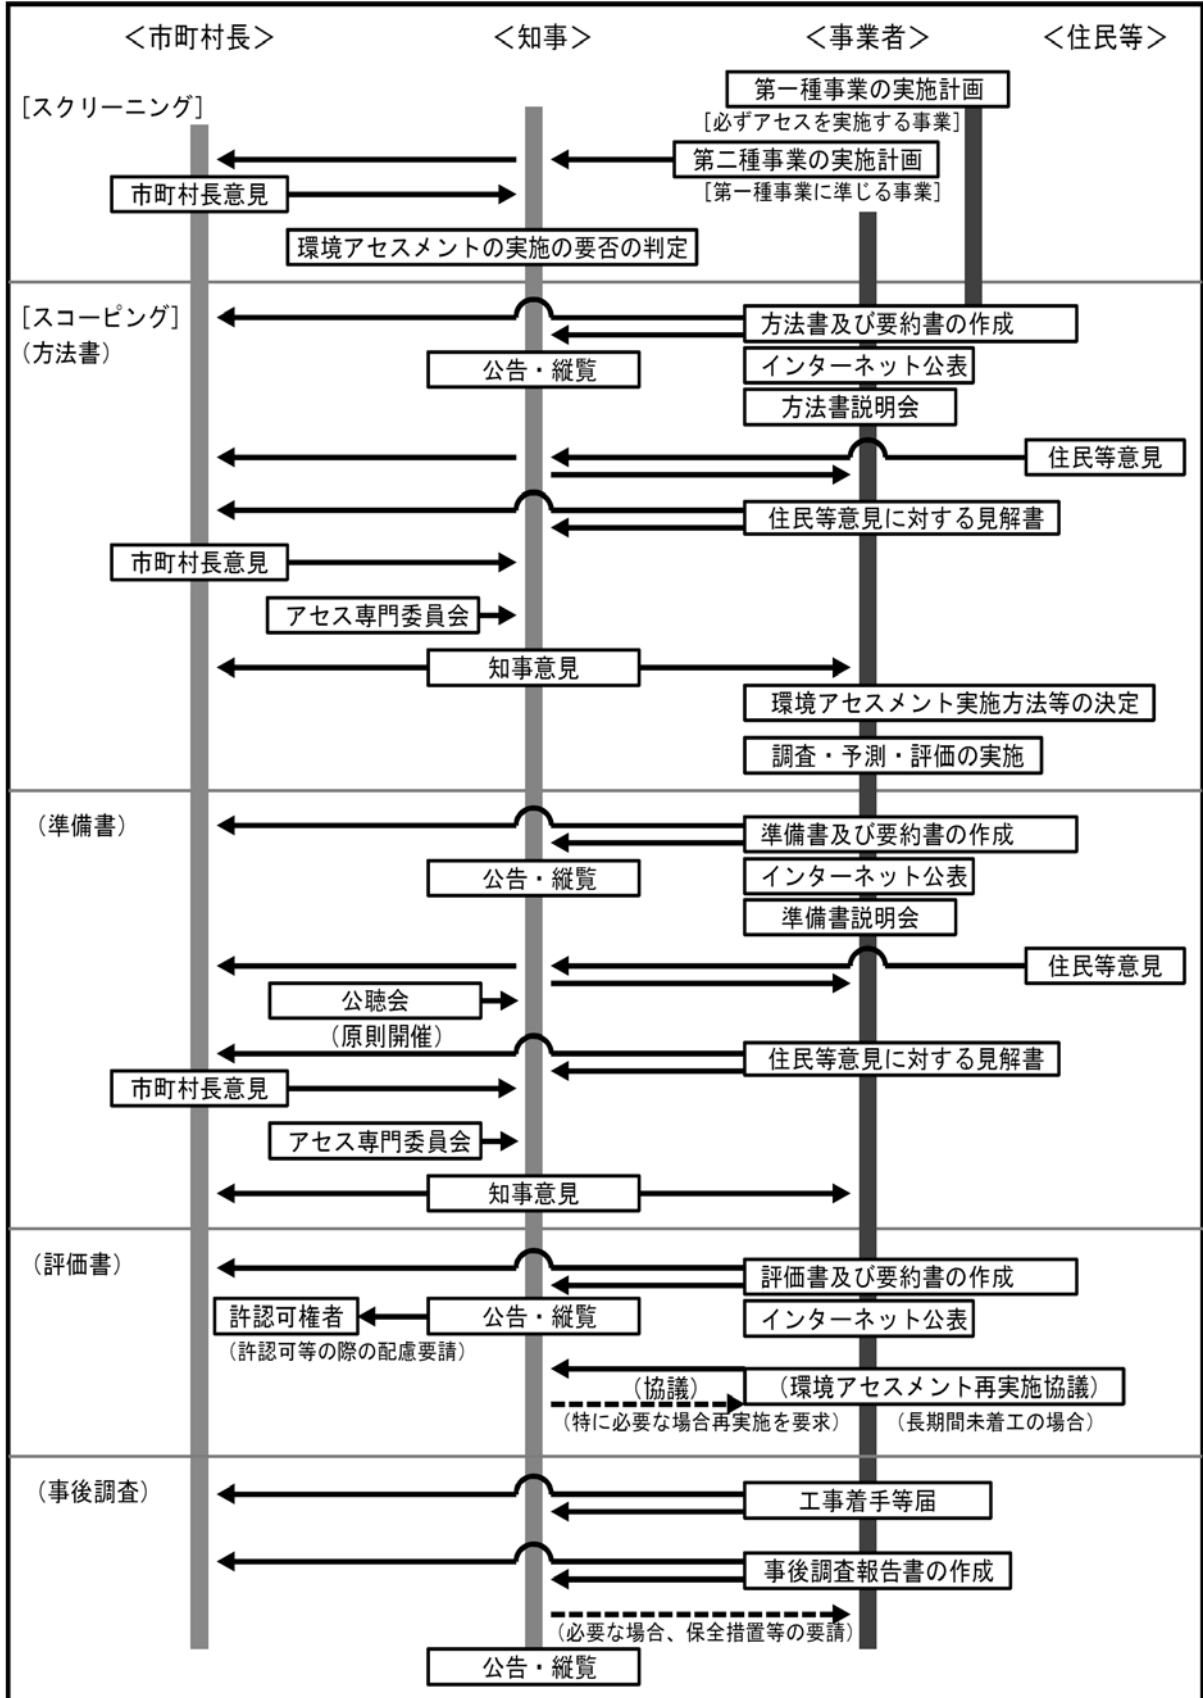 ＜市町村長＞　＜知事＞　＜事業者＞　＜住民等＞
第一種事業の実施計画
[スクリーニング]
[必ずアセスを実施する事業]
第二種事業の実施計画
市町村長意見
[第一種事業に準じる事業]
環境アセスメントの実施の要否の判定
[スコーピング]
方法書及び要約書の作成
(方法書)
公告・縦覧
インターネット公表
方法書説明会
住民等意見
住民等意見に対する見解書
市町村長意見
アセス専門委員会
知事意見
環境アセスメント実施方法等の決定
調査・予測・評価の実施
(準備書)
準備書及び要約書の作成
公告・縦覧
インターネット公表
準備書説明会
住民等意見
公聴会
(原則開催)
住民等意見に対する見解書
市町村長意見
アセス専門委員会
知事意見
(評価書)
評価書及び要約書の作成
許認可権者
公告・縦覧
インターネット公表
(許認可等の際の配慮要請)
(協議)
(環境アセスメント再実施協議)
(特に必要な場合再実施を要求)
(長期間未着工の場合)
(事後調査)
工事着手等届
事後調査報告書の作成
(必要な場合、保全措置等の要請)
公告・縦覧